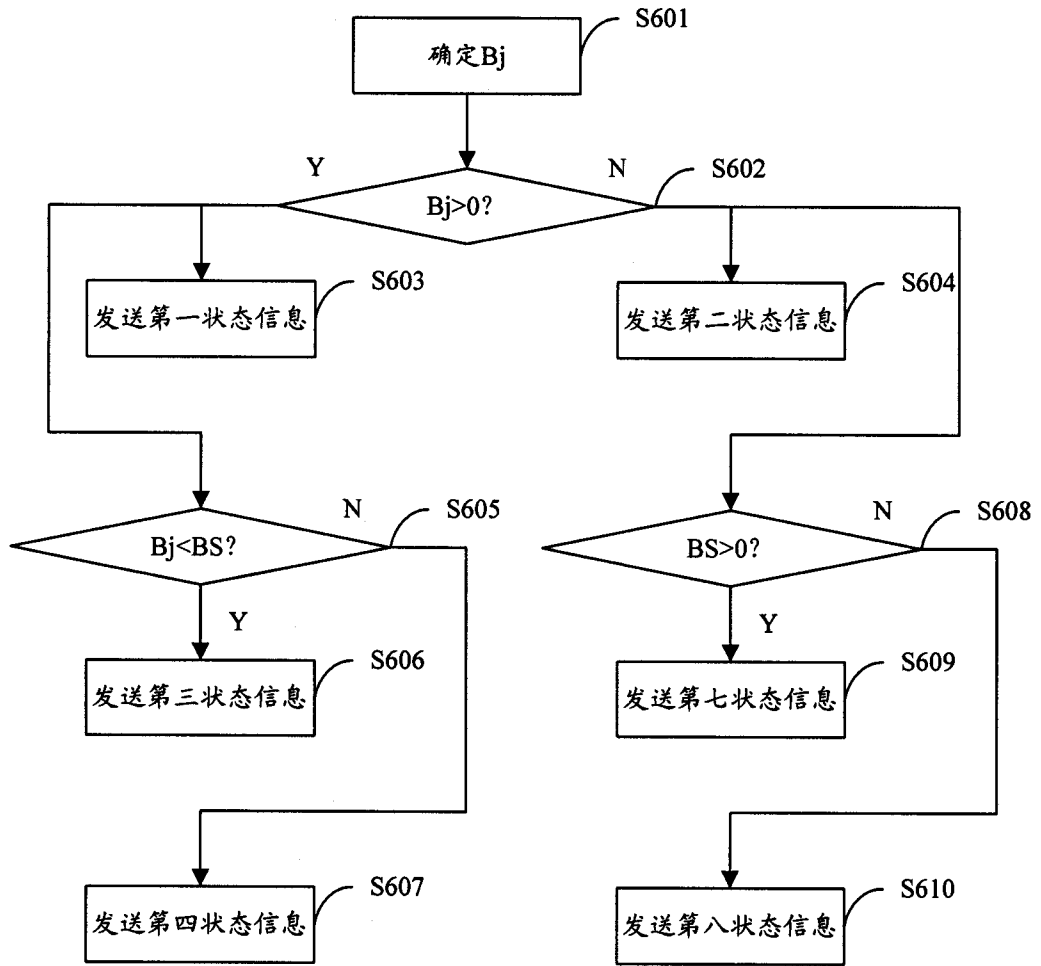 S601
确定Bj
Y
N
S602
Bj>0?
S603
发送第一状态信息
S604
发送第二状态信息
N
S605
Bj<BS?
N
S608
BS>0?
Y
Y
S606
发送第三状态信息
S609
发送第七状态信息
S607
发送第四状态信息
S610
发送第八状态信息